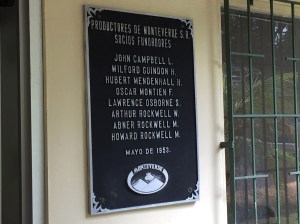 PRODUCTORES DE MONTEVERDE S.A
SOCIOS FUNDADORES
JOHN CAMPBELL L.
WILFORD GUINDON H.
HUBERT MENDENHALL H.
OSCAR MONTIEN F.
LAWRENCE OSBORNE S.
ARTHUR ROCKWELL W.
ABNER ROCKWELL M.
HOWARD ROCKWELL M.
MAYO DE 1953.
MONTEVERDE